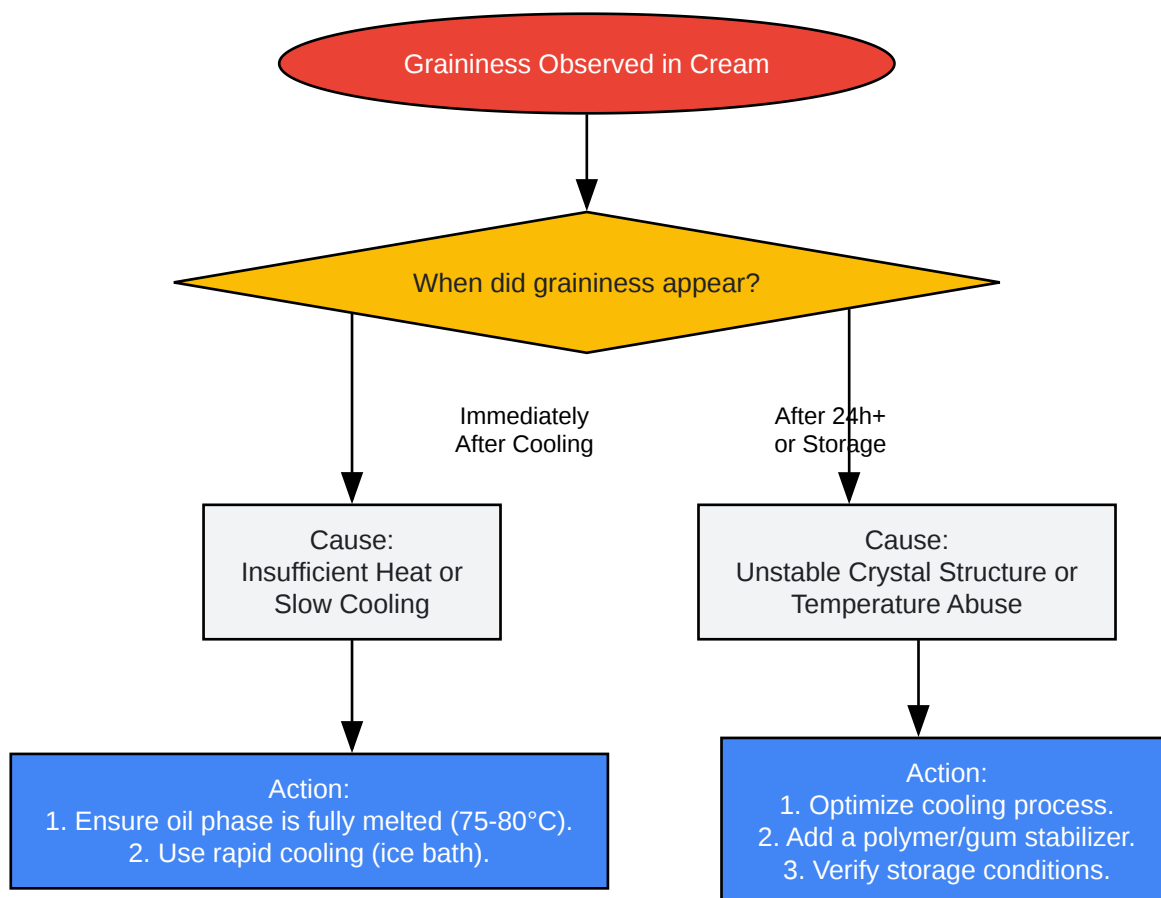 Graininess Observed in Cream
When did graininess appear?
Immediately
After Cooling
After 24h+
or Storage
Cause:
Insufficient Heat or
Slow Cooling
Cause:
Unstable Crystal Structure or
Temperature Abuse
Action:
1. Ensure oil phase is fully melted (75-80°C).
2. Use rapid cooling (ice bath).
Action:
1. Optimize cooling process.
2. Add a polymer/gum stabilizer.
3. Verify storage conditions.